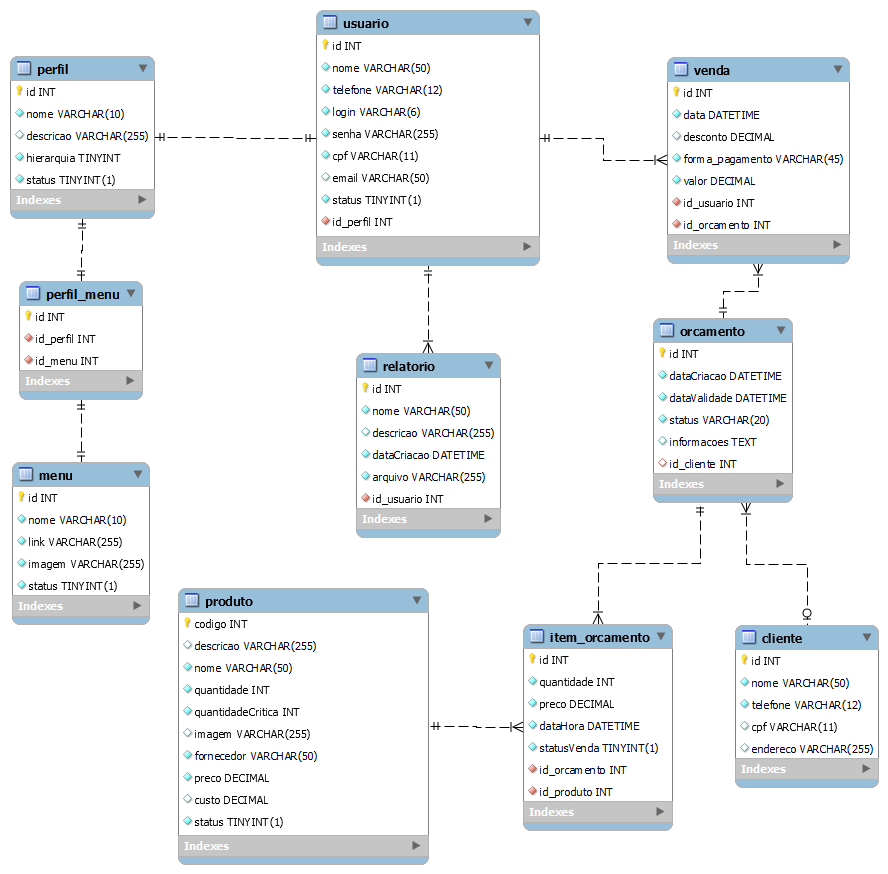 perfil
id INT
nome VARCHAR(10)
descricao VARCHAR(255)
hierarquia TINYINT
status TINYINT(1)
Indexes
usuario
id INT
nome VARCHAR(50)
telefone VARCHAR(12)
login VARCHAR(6)
senha VARCHAR(255)
cpf VARCHAR(11)
email VARCHAR(50)
status TINYINT(1)
id_perfil INT
Indexes
venda
id INT
data DATETIME
desconto DECIMAL
forma_pagamento VARCHAR(45)
valor DECIMAL
id_usuario INT
id_orcamento INT
Indexes
perfil_menu
id INT
id_perfil INT
id_menu INT
Indexes
relatorio
id INT
nome VARCHAR(50)
descricao VARCHAR(255)
dataCriacao DATETIME
arquivo VARCHAR(255)
id_usuario INT
Indexes
orcamento
id INT
dataCriacao DATETIME
dataValidade DATETIME
status VARCHAR(20)
informacoes TEXT
id_cliente INT
Indexes
menu
id INT
nome VARCHAR(10)
link VARCHAR(255)
imagem VARCHAR(255)
status TINYINT(1)
Indexes
produto
codigo INT
descricao VARCHAR(255)
nome VARCHAR(50)
quantidade INT
quantidadeCritica INT
imagem VARCHAR(255)
fornecedor VARCHAR(50)
preco DECIMAL
custo DECIMAL
status TINYINT(1)
Indexes
item_orcamento
id INT
quantidade INT
preco DECIMAL
dataHora DATETIME
statusVenda TINYINT(1)
id_orcamento INT
id_produto INT
Indexes
cliente
id INT
nome VARCHAR(50)
telefone VARCHAR(12)
cpf VARCHAR(11)
endereco VARCHAR(255)
Indexes